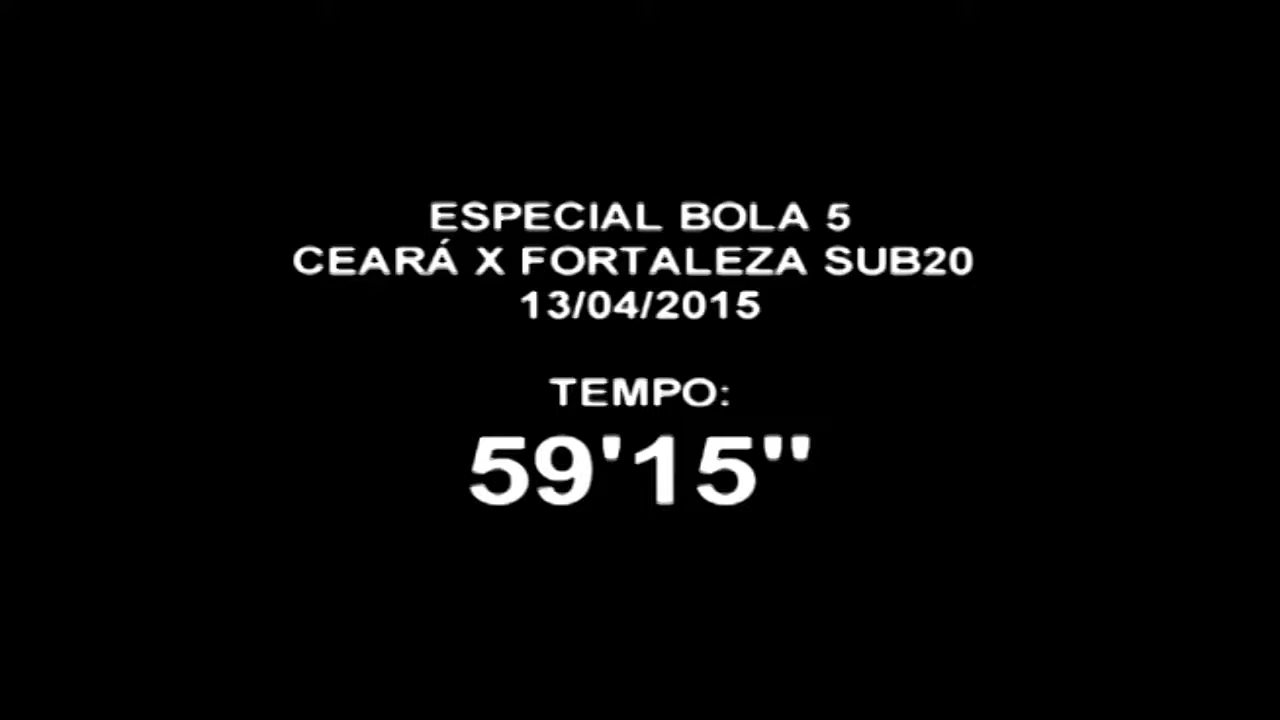 ESPECIAL BOLA 5
CEARÁ X FORTALEZA SUB20
13/04/2015
TEMPO:
59'15''